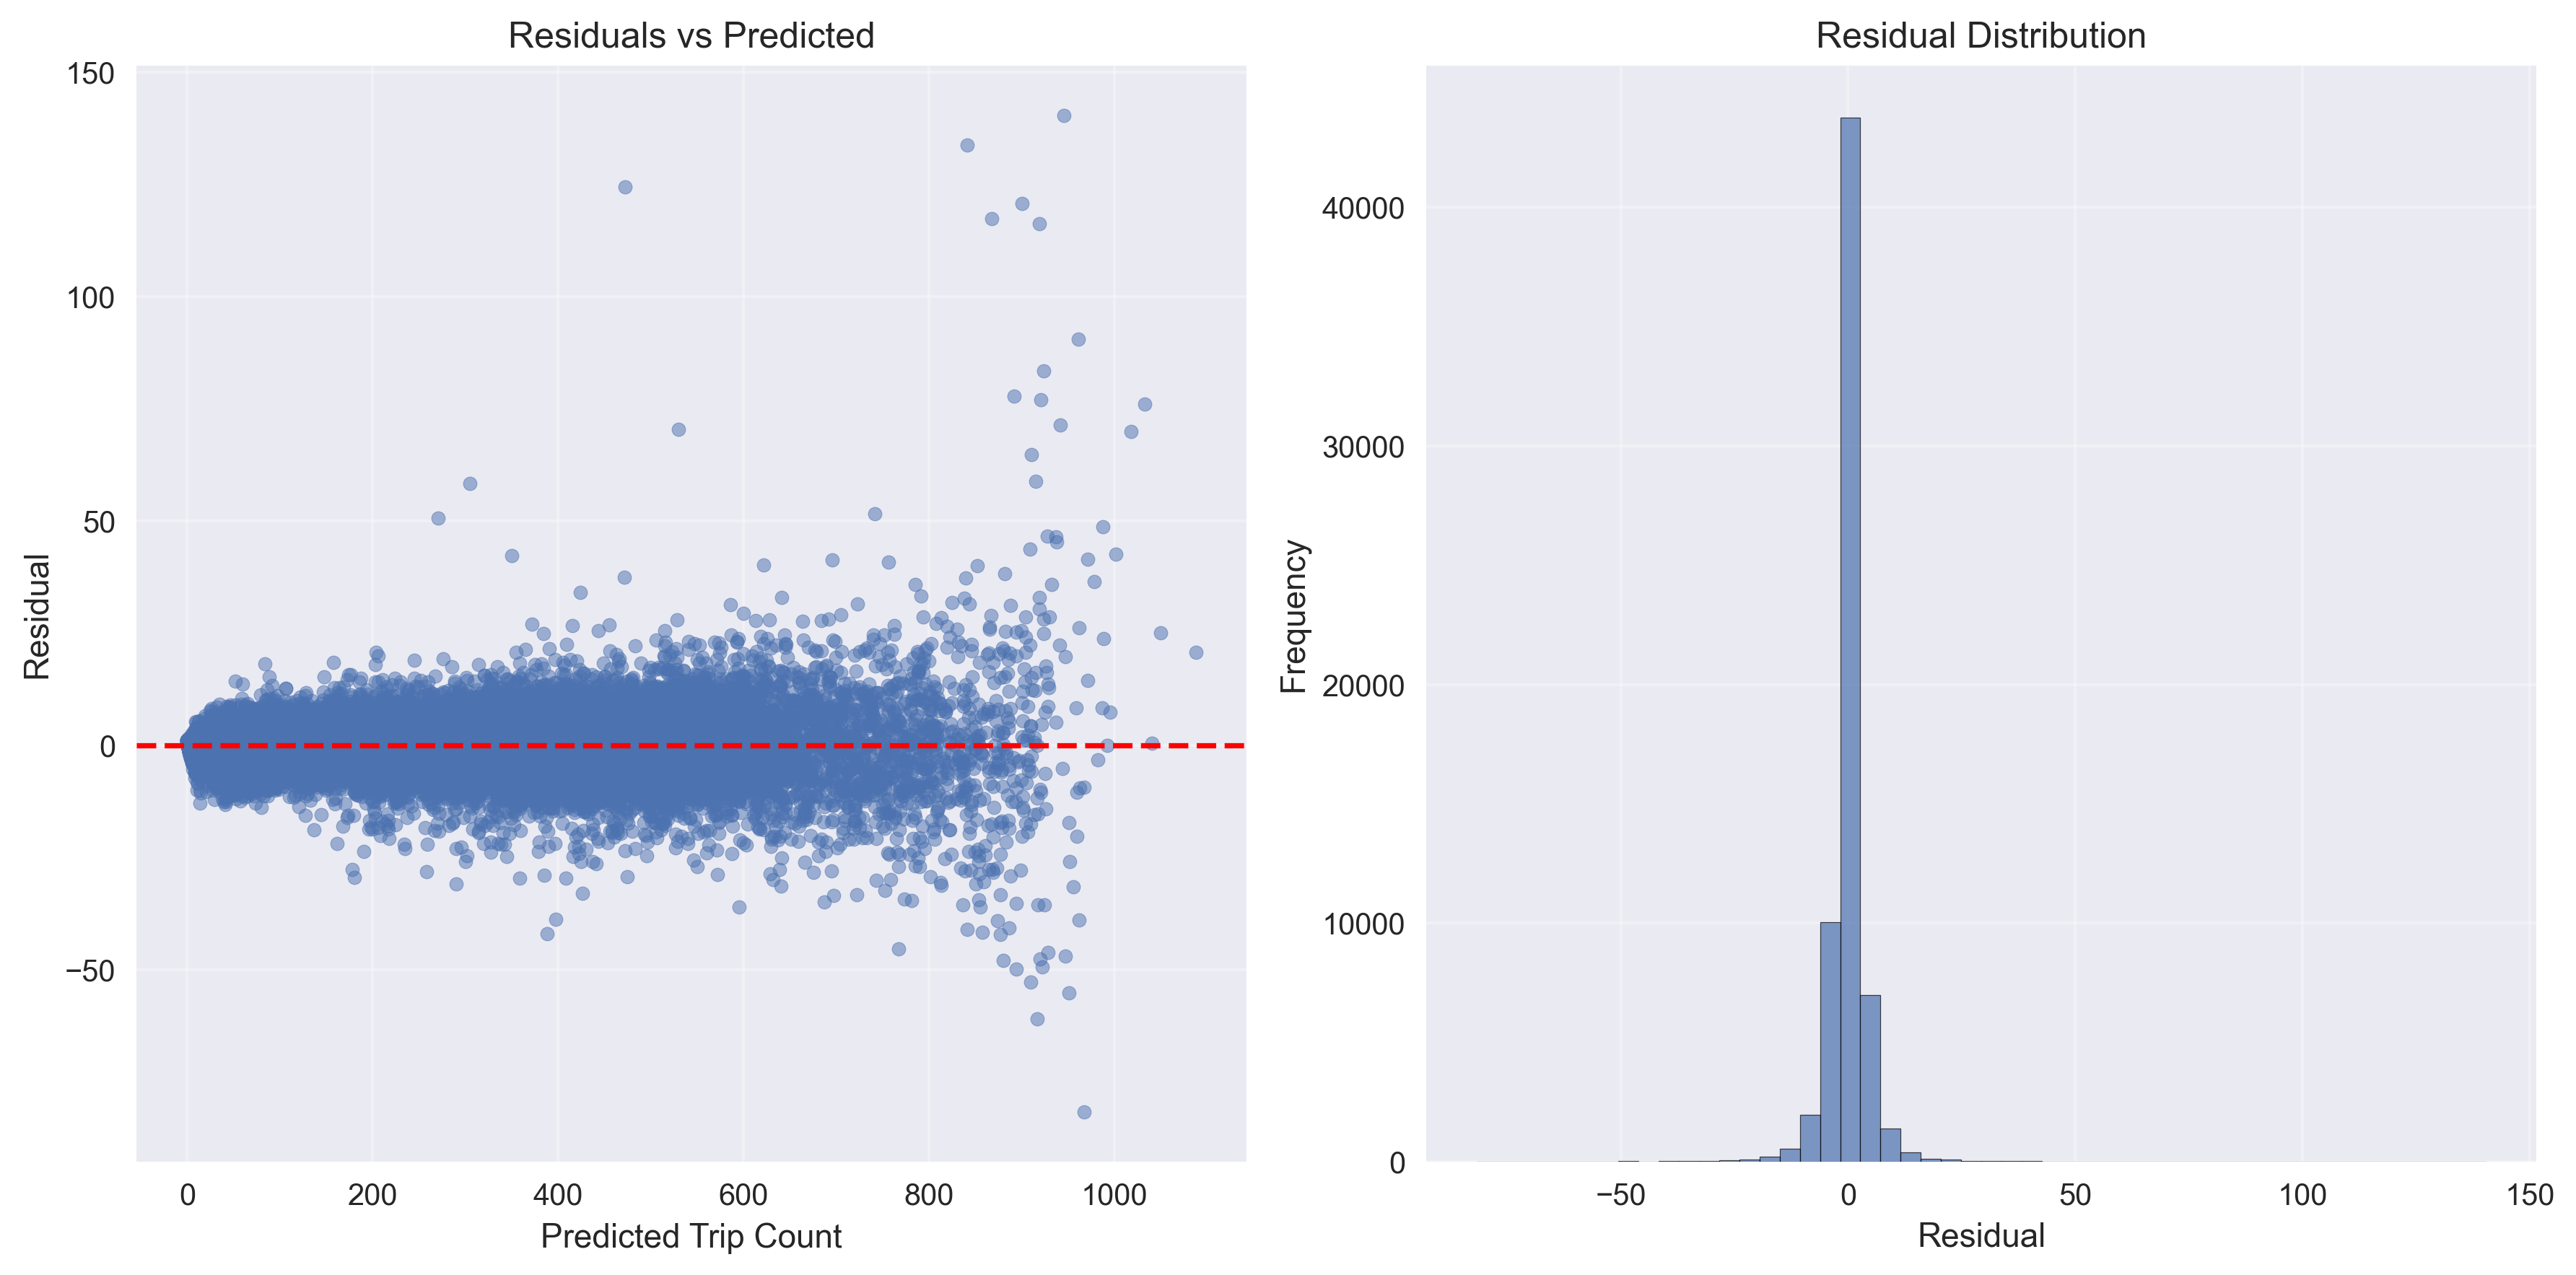 Residuals vs Predicted
150
100
50
0
−50
Residual
0 200 400 600 800 1000
Predicted Trip Count
Residual Distribution
40000
30000
20000
10000
0
Frequency
−50 0 50 100 150
Residual